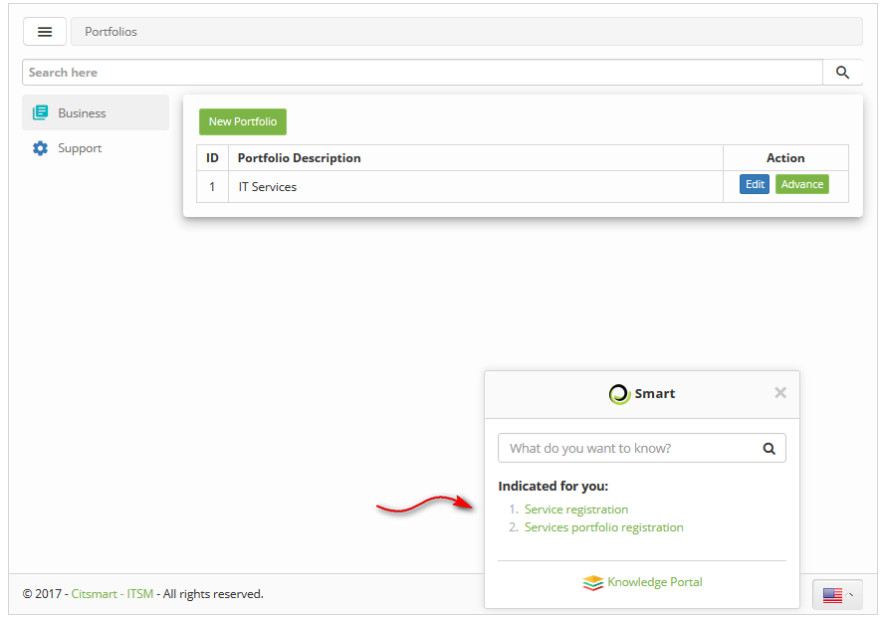 Portfolios
Search here
Business
Support
New Portfolio
ID Portfolio Description Action
1 IT Services Edit Advance
Smart ×
What do you want to know?
Indicated for you:
1. Service registration
2. Services portfolio registration
Knowledge Portal
© 2017 - Citsmart - ITSM - All rights reserved.